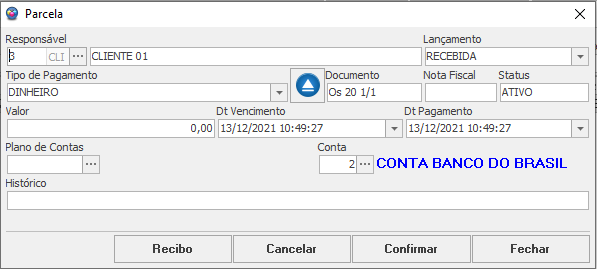 Parcela
Responsável Lançamento
3 CLI ... CLIENTE 01 RECEBIDA
Tipo de Pagamento Documento Nota Fiscal Status
DINHEIRO Os 20 1/1 ATIVO
Valor Dt Vencimento Dt Pagamento
0,00 13/12/2021 10:49:27 13/12/2021 10:49:27
Plano de Contas Conta
... 2 ... CONTA BANCO DO BRASIL
Histórico
Recibo Cancelar Confirmar Fechar